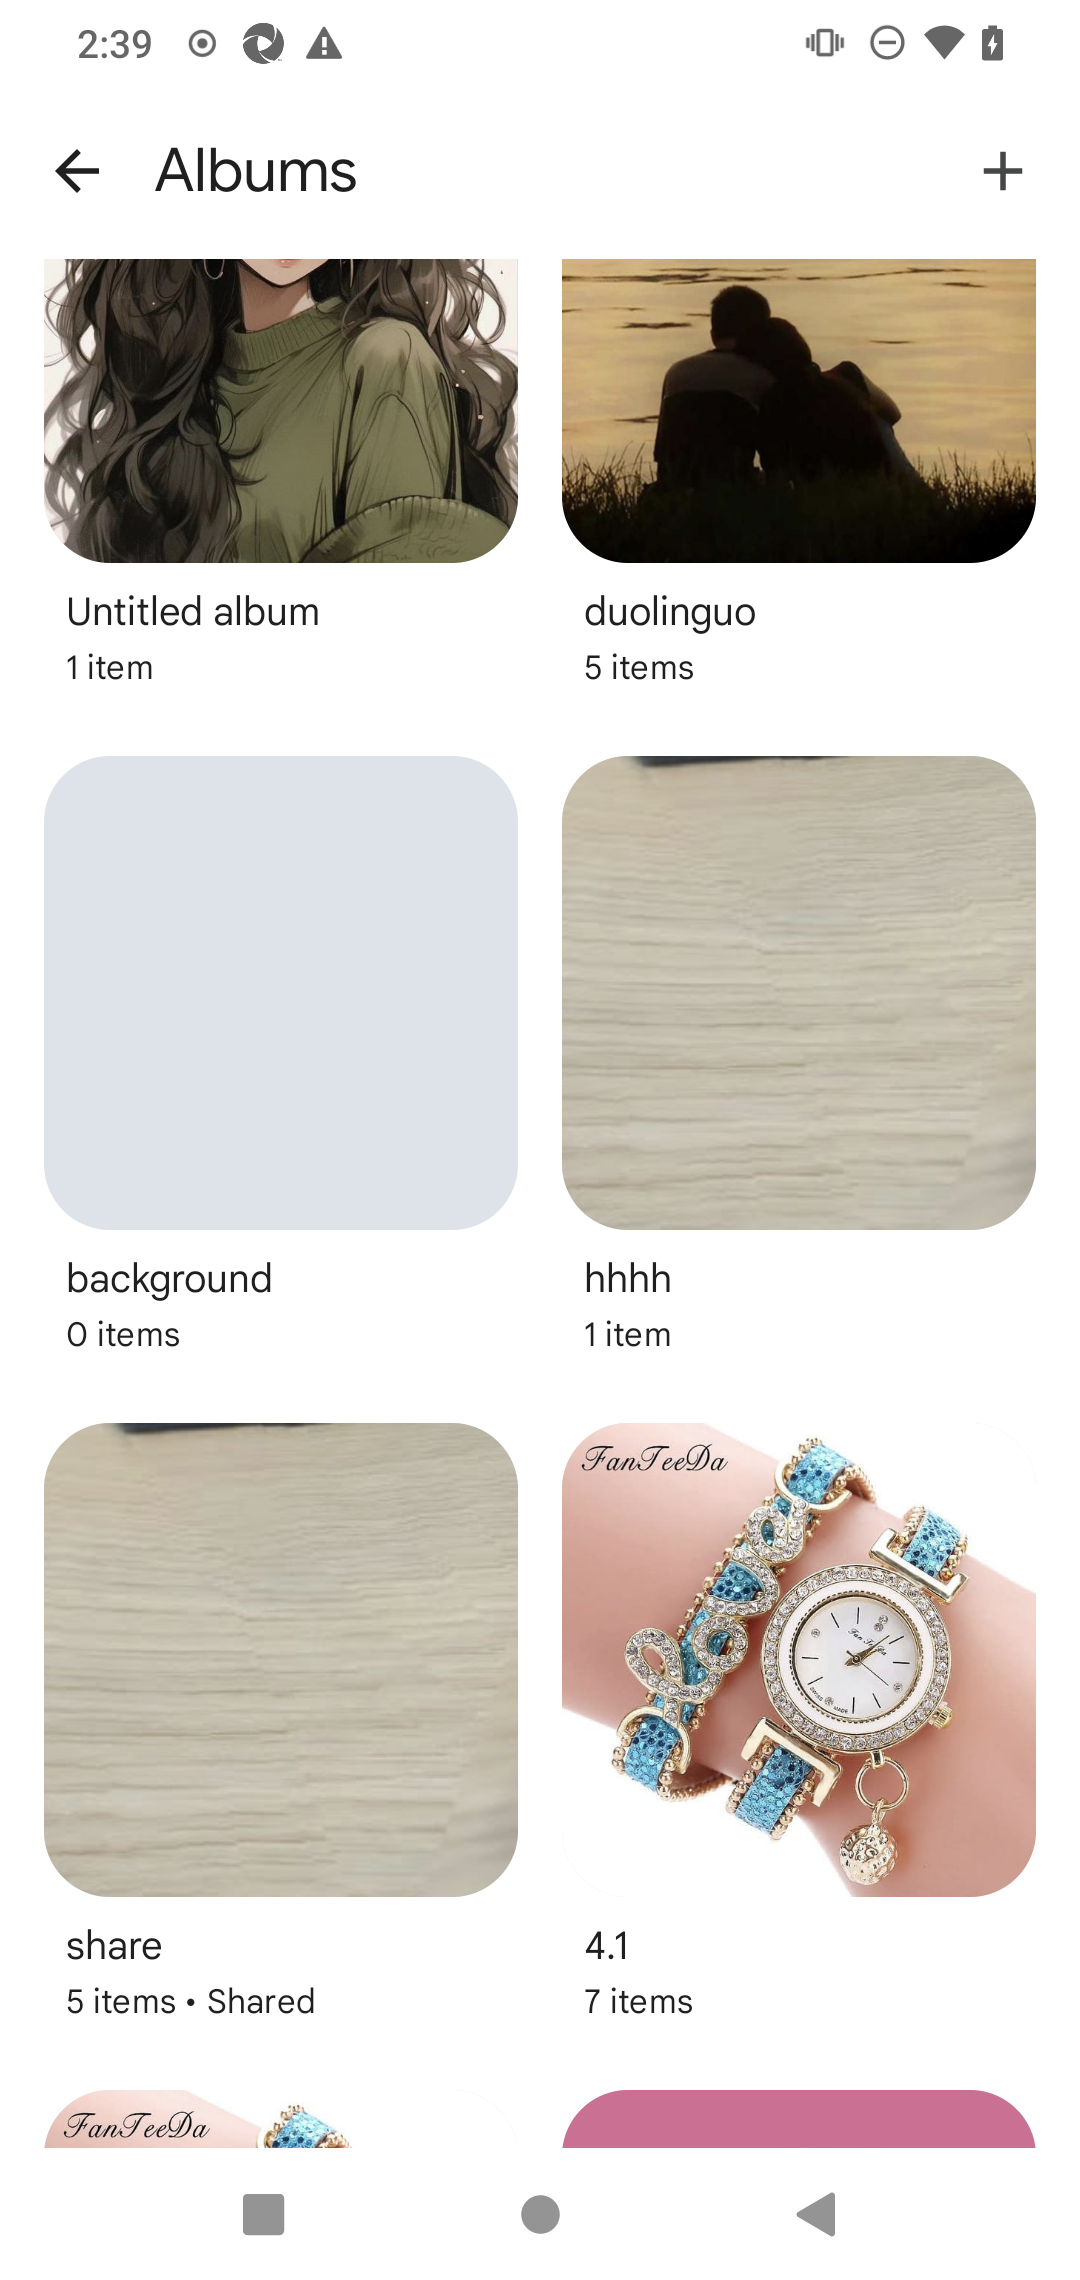 2:39
Albums
Untitled album
1 item
duolinguo
5 items
background
0 items
hhhh
1 item
FanTeeDa
share
5 items • Shared
4.1
7 items
FanTeeDa